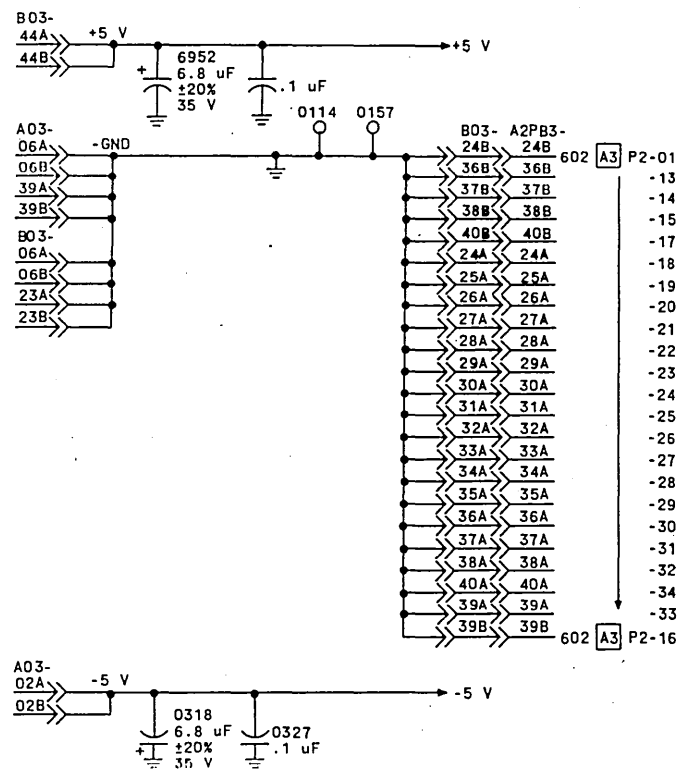 B03-
44A +5 V +5 V
44B
6952
+ 6.8 uF .1 uF
±20%
35 V
0114 0157
A03- B03- A2PB3-
06A -GND 24B 24B 602 A3 P2-01
06B 36B 36B -13
39A 37B 37B -14
39B 38B 38B -15
B03- 40B 40B -17
06A 24A 24A -18
06B 25A 25A -19
23A 26A 26A -20
23B 27A 27A -21
28A 28A -22
29A 29A -23
30A 30A -24
31A 31A -25
32A 32A -26
33A 33A -27
34A 34A -28
35A 35A -29
36A 36A -30
37A 37A -31
38A 38A -32
40A 40A -34
39A 39A -33
39B 39B 602 A3 P2-16
A03-
02A -5 V -5 V
02B
0318
6.8 uF 0327
+ ±20% .1 uF
35 V